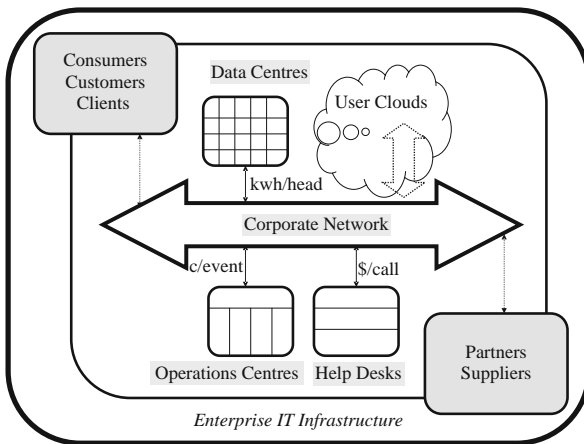 Consumers
Customers
Clients
Data Centres
User Clouds
kwh/head
Corporate Network
c/event
$/call
Operations Centres
Help Desks
Partners
Suppliers
Enterprise IT Infrastructure